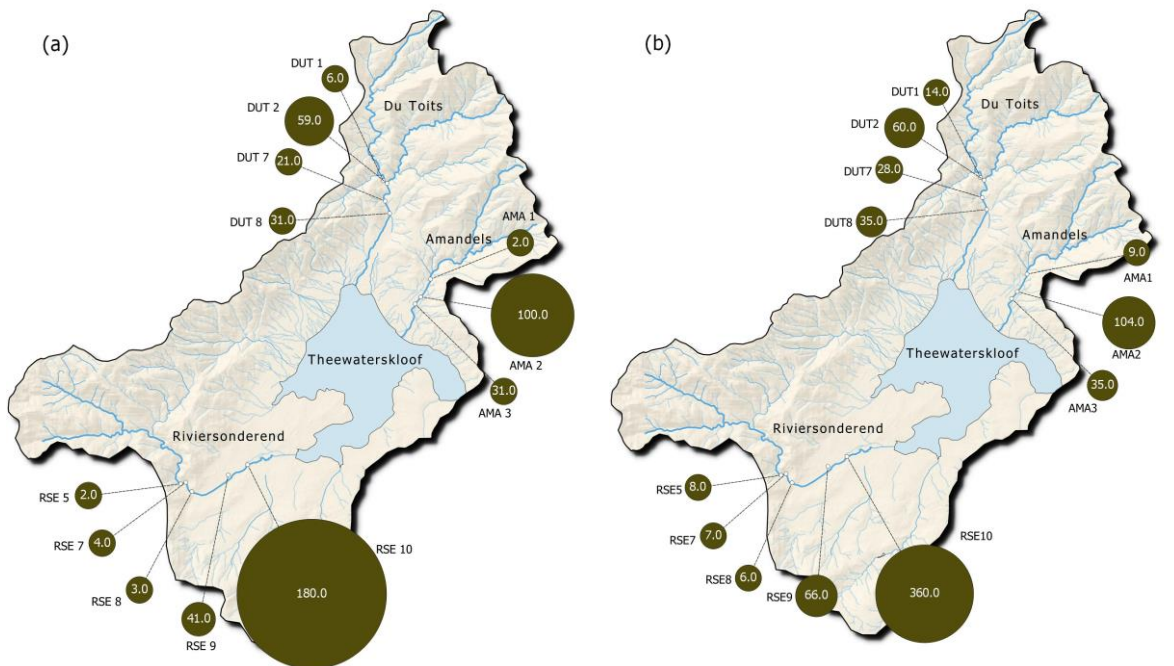 (a)
DUT 1
6.0
DUT 2
59.0
DUT 7
21.0
DUT 8
31.0
Du Toits
AMA 1
2.0
Amandels
100.0
AMA 2
31.0
AMA 3
Theewaterskloof
Riviersonderend
RSE 5
2.0
RSE 7
4.0
RSE 8
3.0
RSE 9
41.0
RSE 10
180.0
(b)
DUT1
14.0
DUT2
60.0
DUT7
28.0
DUT8
35.0
Du Toits
Amandels
9.0
AMA1
104.0
AMA2
35.0
AMA3
Theewaterskloof
Riviersonderend
RSE5
8.0
RSE7
7.0
RSE8
6.0
RSE9
66.0
RSE10
360.0